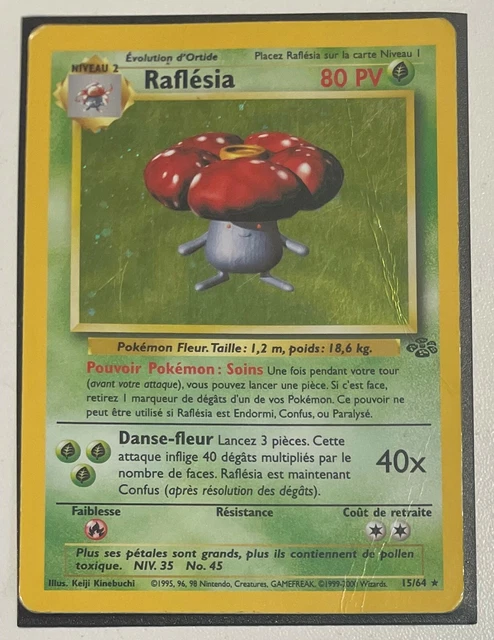 Évolution d'Ortide
Placez Raflésia sur la carte Niveau 1
NIVEAU 2
Raflésia
80 PV
Pokémon Fleur. Taille: 1,2 m, poids: 18,6 kg.
Pouvoir Pokémon : Soins Une fois pendant votre tour
(avant votre attaque), vous pouvez lancer une pièce. Si c'est face,
retirez 1 marqueur de dégâts d'un de vos Pokémon. Ce pouvoir ne
peut être utilisé si Raflésia est Endormi, Confus, ou Paralysé.
Danse-fleur Lancez 3 pièces. Cette
attaque inflige 40 dégâts multipliés par le
nombre de faces. Raflésia est maintenant
Confus (après résolution des dégâts).
40x
Faiblesse
Résistance
Coût de retraite
Plus ses pétales sont grands, plus ils contiennent de pollen
toxique. NIV. 35 No. 45
Illus. Keiji Kinebuchi
©1995, 96, 98 Nintendo, Creatures, GAMEFREAK. ©1999-2000 Wizards.
15/64 ★